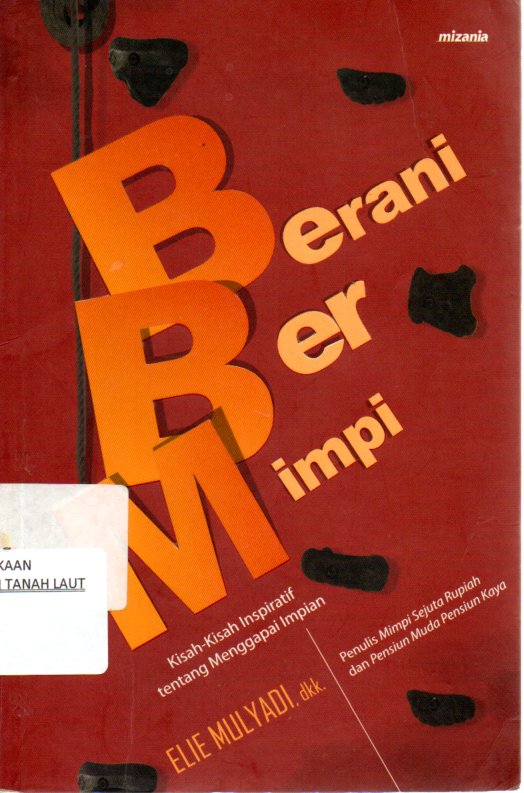 mizania
Berani
Ber
Mimpi
KAAN
TANAH LAUT
Kisah-Kisah Inspiratif
tentang Menggapai Impian
Penulis Mimpi Sejuta Rupiah
dan Pensiun Muda Pensiun Kaya
ELIE MULYADI, dkk.